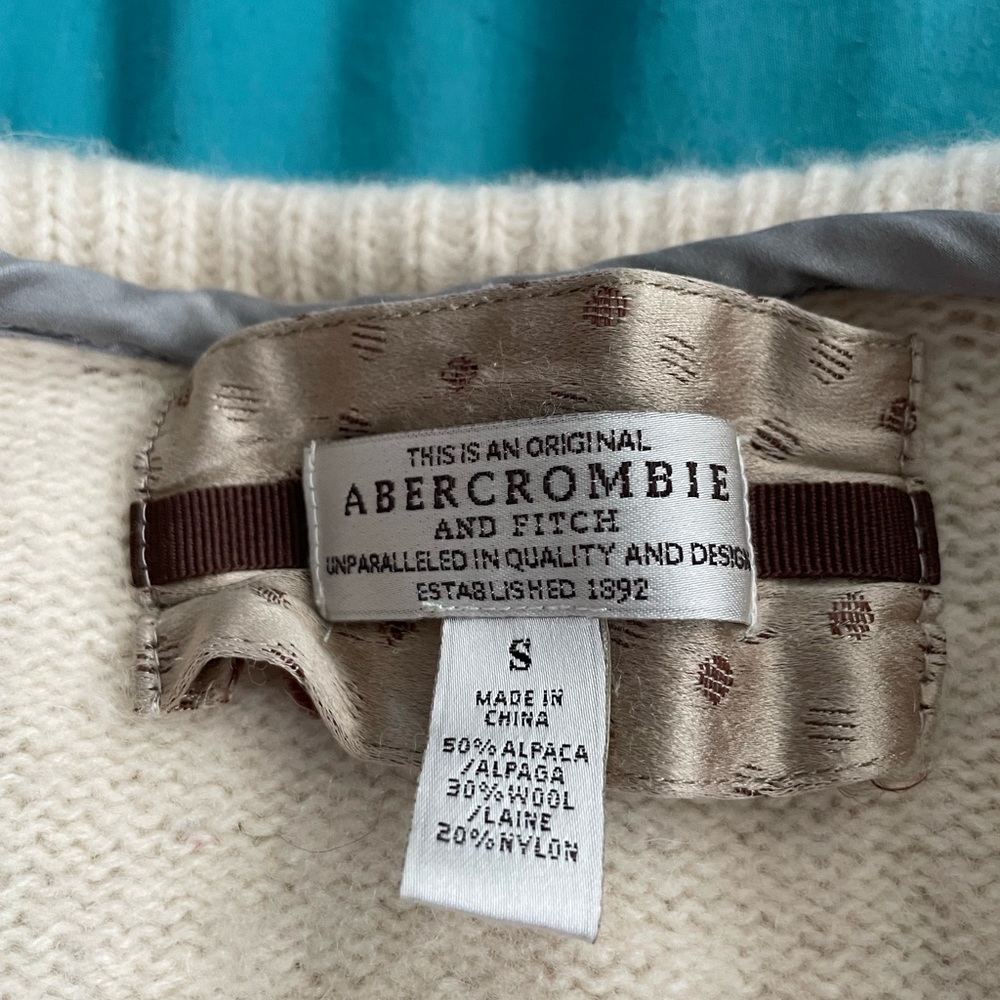 THIS IS AN ORIGINAL
ABERCROMBIE
AND FITCH
UNPARALLELED IN QUALITY AND DESIGN
ESTABLISHED 1892
S
MADE IN
CHINA
50% ALPACA
/ALPAGA
30% WOOL
/LAINE
20% NYLON